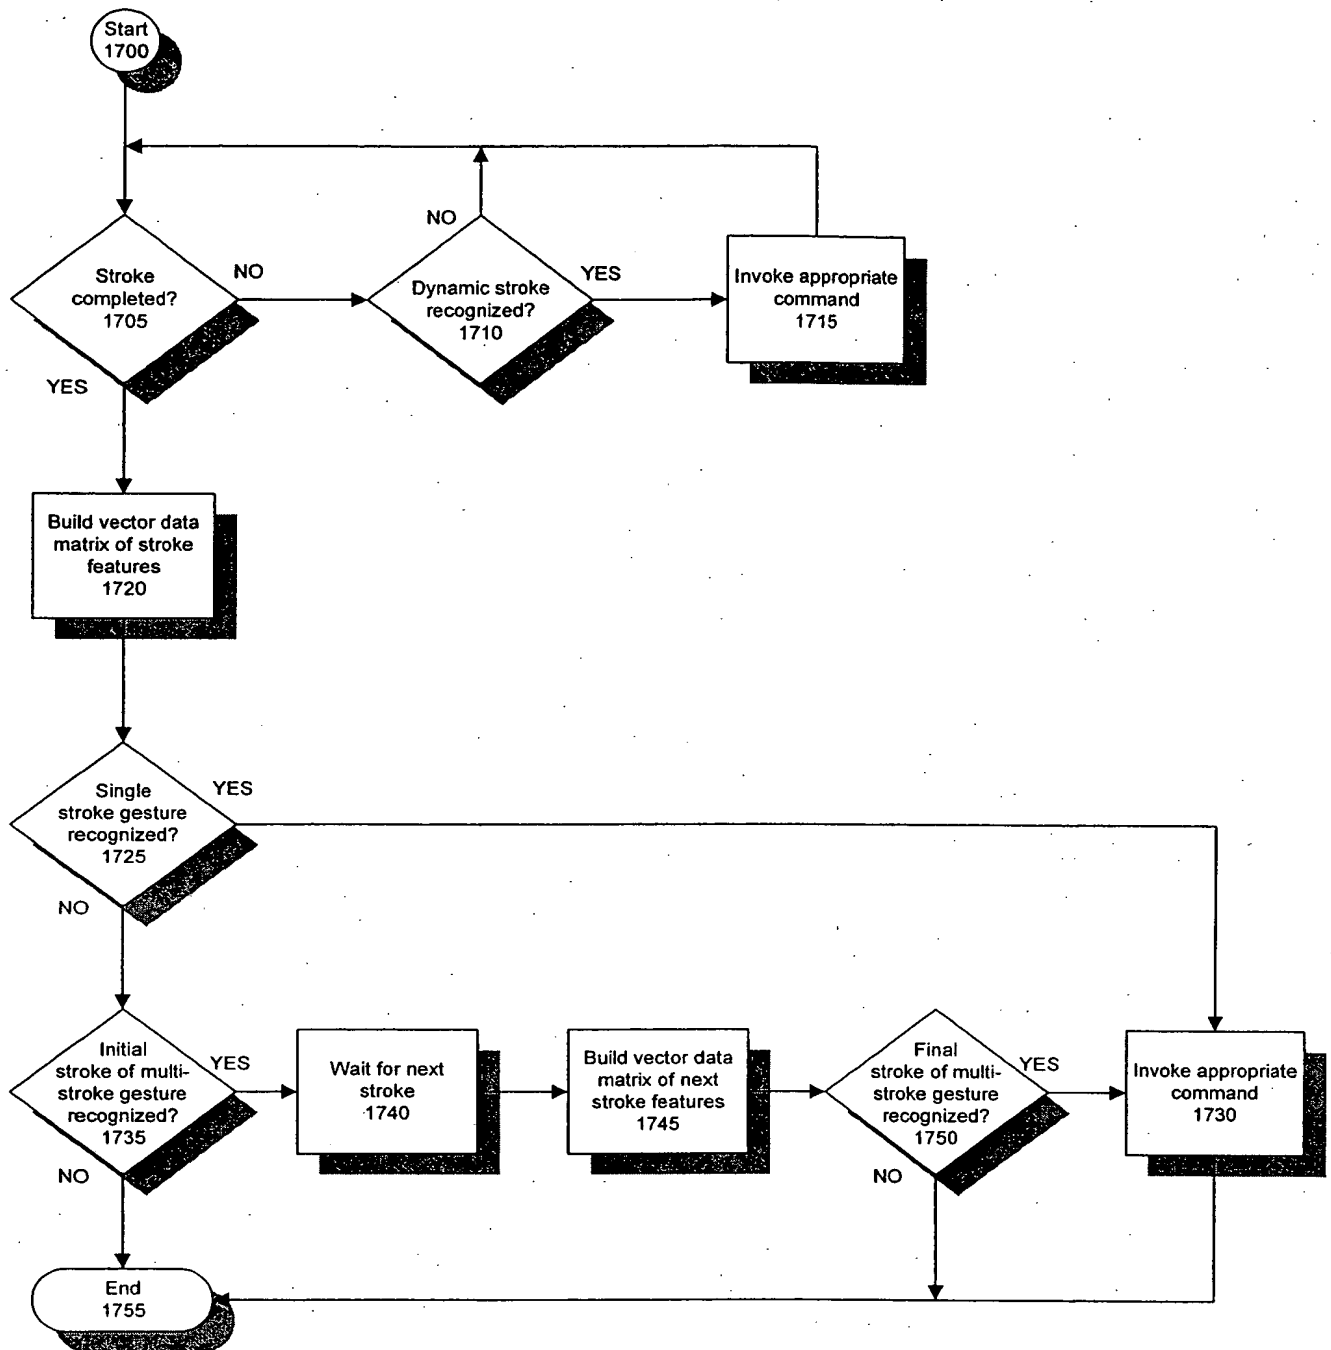 Start
1700
NO
Stroke
completed?
1705
NO
Dynamic stroke
recognized?
1710
YES
Invoke appropriate
command
1715
YES
Build vector data
matrix of stroke
features
1720
Single
stroke gesture
recognized?
1725
YES
NO
Initial
stroke of multi-
stroke gesture
recognized?
1735
YES
Wait for next
stroke
1740
Build vector data
matrix of next
stroke features
1745
Final
stroke of multi-
stroke gesture
recognized?
1750
YES
Invoke appropriate
command
1730
NO
NO
End
1755